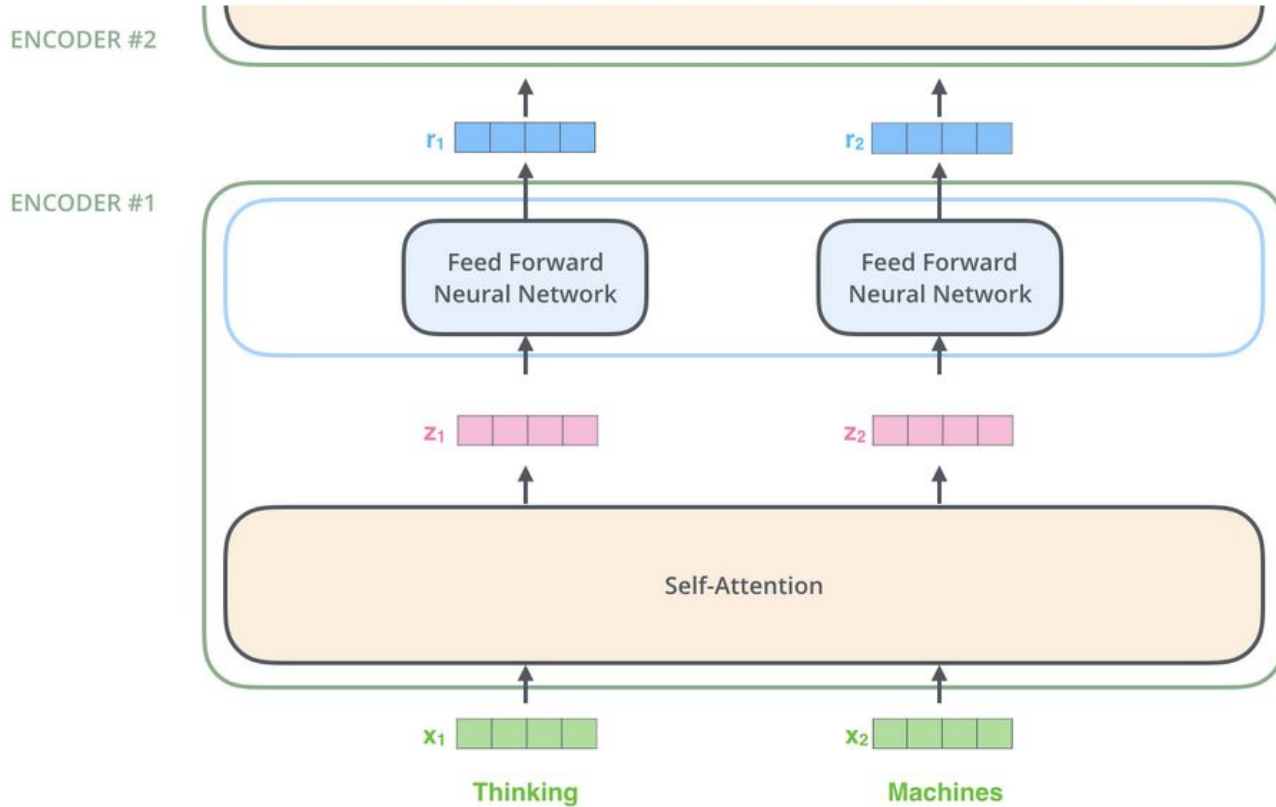 ENCODER #2
r₁
r₂
ENCODER #1
Feed Forward
Neural Network
Feed Forward
Neural Network
z₁
z₂
Self-Attention
x₁
x₂
Thinking
Machines